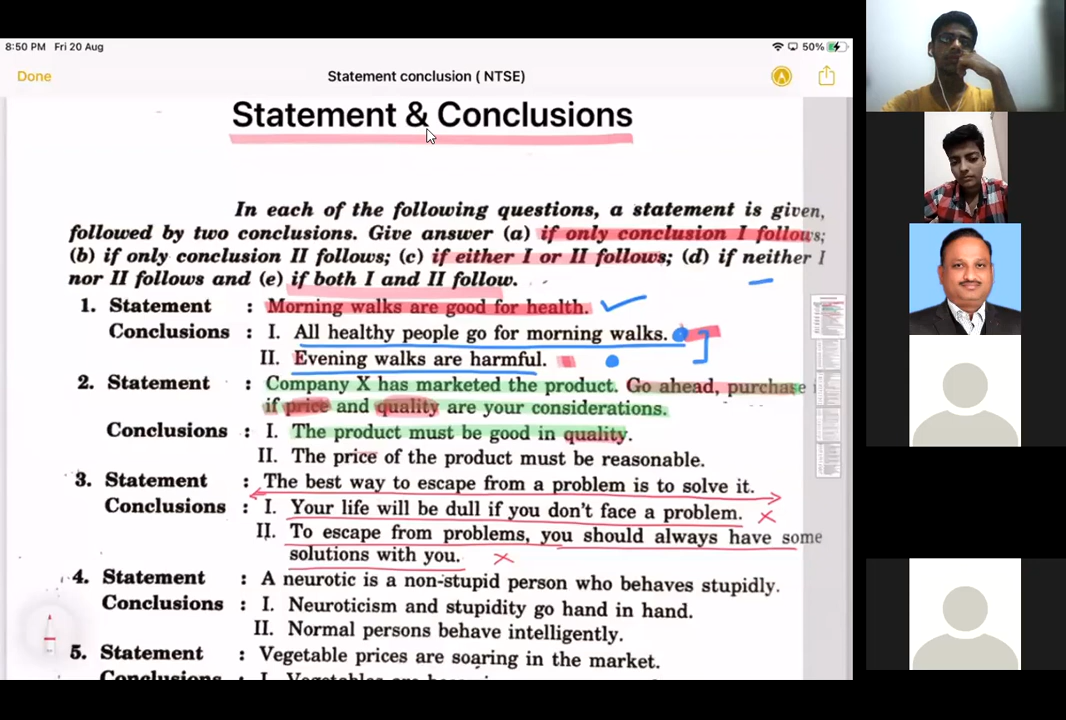 8:50 PM Fri 20 Aug
50%
Done
Statement conclusion ( NTSE)
Statement & Conclusions
In each of the following questions, a statement is given,
followed by two conclusions. Give answer (a) if only conclusion I follows;
(b) if only conclusion II follows; (c) if either I or II follows; (d) if neither I
nor II follows and (e) if both I and II follow.
1. Statement : Morning walks are good for health.
Conclusions : I. All healthy people go for morning walks.
II. Evening walks are harmful.
2. Statement : Company X has marketed the product. Go ahead, purchase
if price and quality are your considerations.
Conclusions : I. The product must be good in quality.
II. The price of the product must be reasonable.
3. Statement : The best way to escape from a problem is to solve it.
Conclusions : I. Your life will be dull if you don't face a problem.
II. To escape from problems, you should always have some
solutions with you.
4. Statement : A neurotic is a non-stupid person who behaves stupidly.
Conclusions : I. Neuroticism and stupidity go hand in hand.
II. Normal persons behave intelligently.
5. Statement : Vegetable prices are soaring in the market.